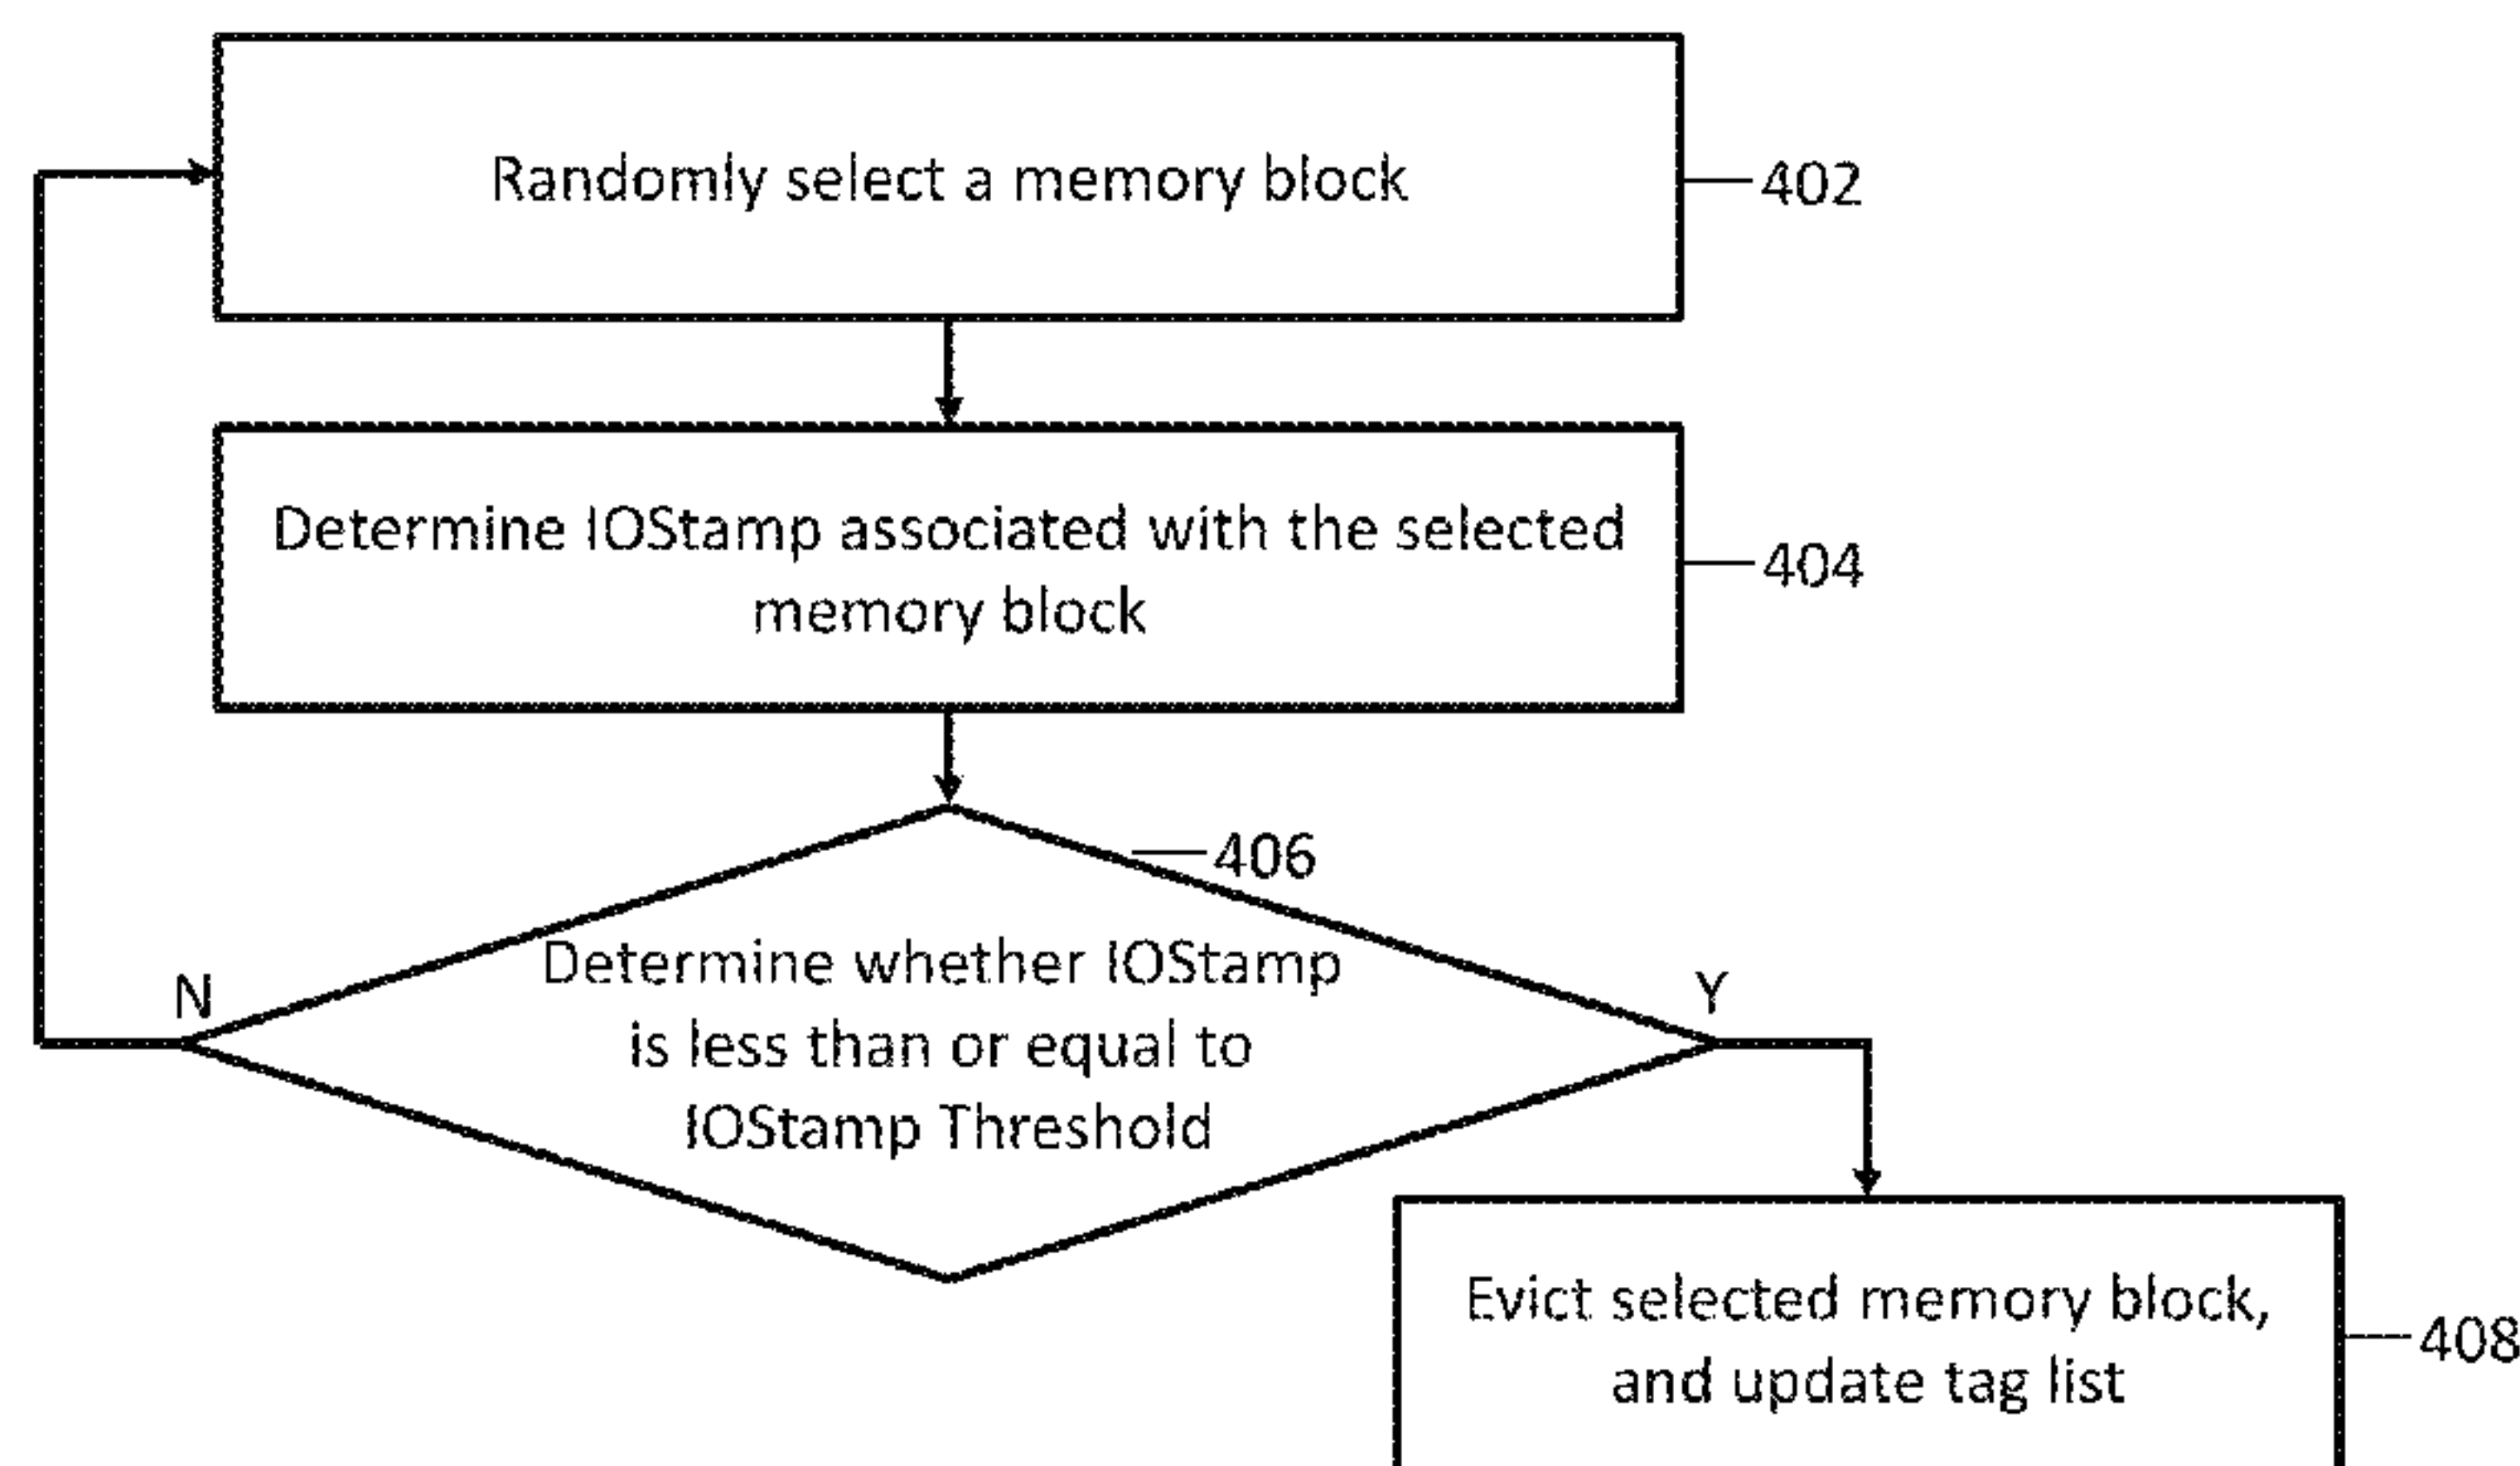 Randomly select a memory block
402
Determine IOStamp associated with the selected
memory block
404
406
Determine whether IOStamp
is less than or equal to
IOStamp Threshold
N
Y
Evict selected memory block,
and update tag list
408